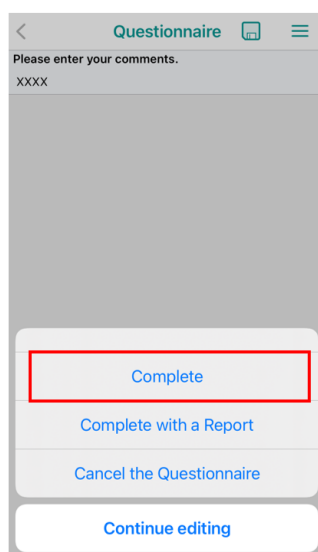 Questionnaire
Please enter your comments.
XXXX
Complete
Complete with a Report
Cancel the Questionnaire
Continue editing